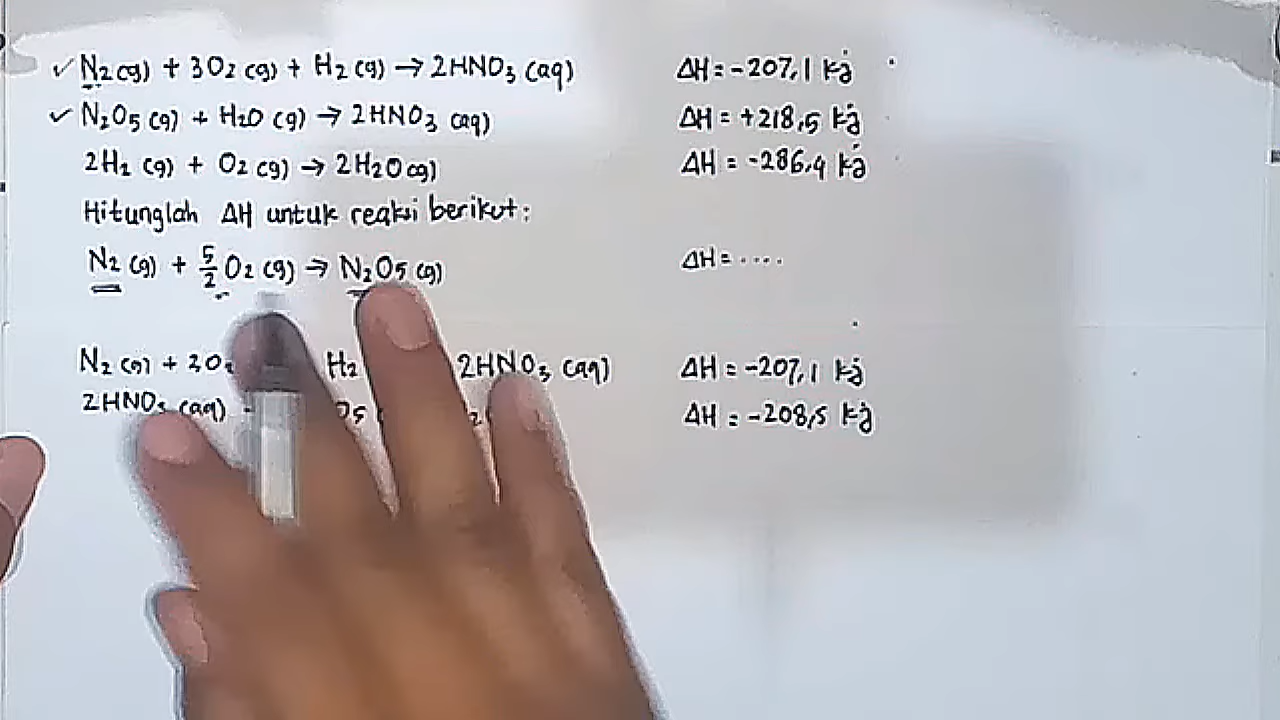 ✓ N2(g) + 3O2(g) + H2(g) → 2HNO3(aq) ΔH = -207,1 kj
✓ N2O5(g) + H2O(g) → 2HNO3(aq) ΔH = +218,5 kj
2H2(g) + O2(g) → 2H2O(g) ΔH = -286,4 kj
Hitunglah ΔH untuk reaksi berikut:
N2(g) + 5/2 O2(g) → N2O5(g) ΔH = ....
N2(g) + 3O2 H2 2HNO3(aq) ΔH = -207,1 kj
2HNO3(aq) O5 ΔH = -208,5 kj